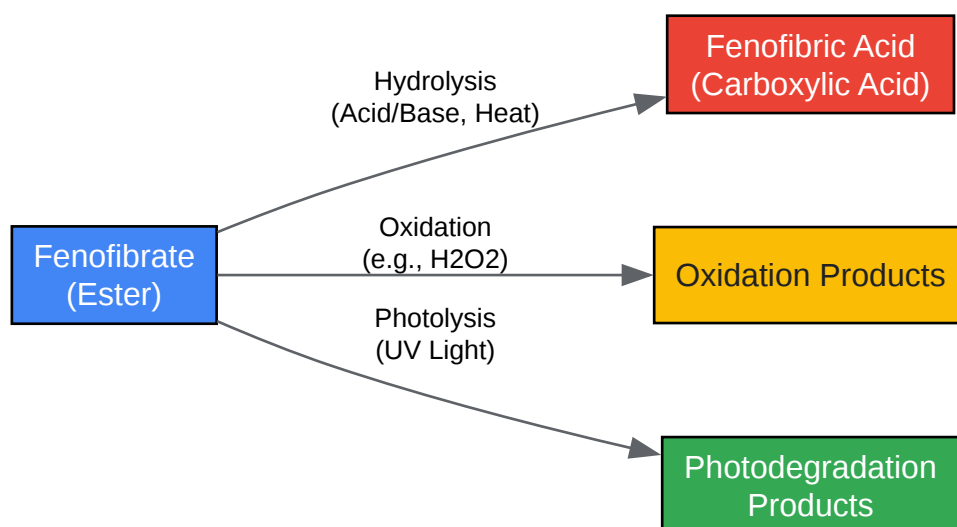 Fenofibric Acid
(Carboxylic Acid)
Hydrolysis
(Acid/Base, Heat)
Fenofibrate
(Ester)
Oxidation
(e.g., H2O2)
Oxidation Products
Photolysis
(UV Light)
Photodegradation
Products